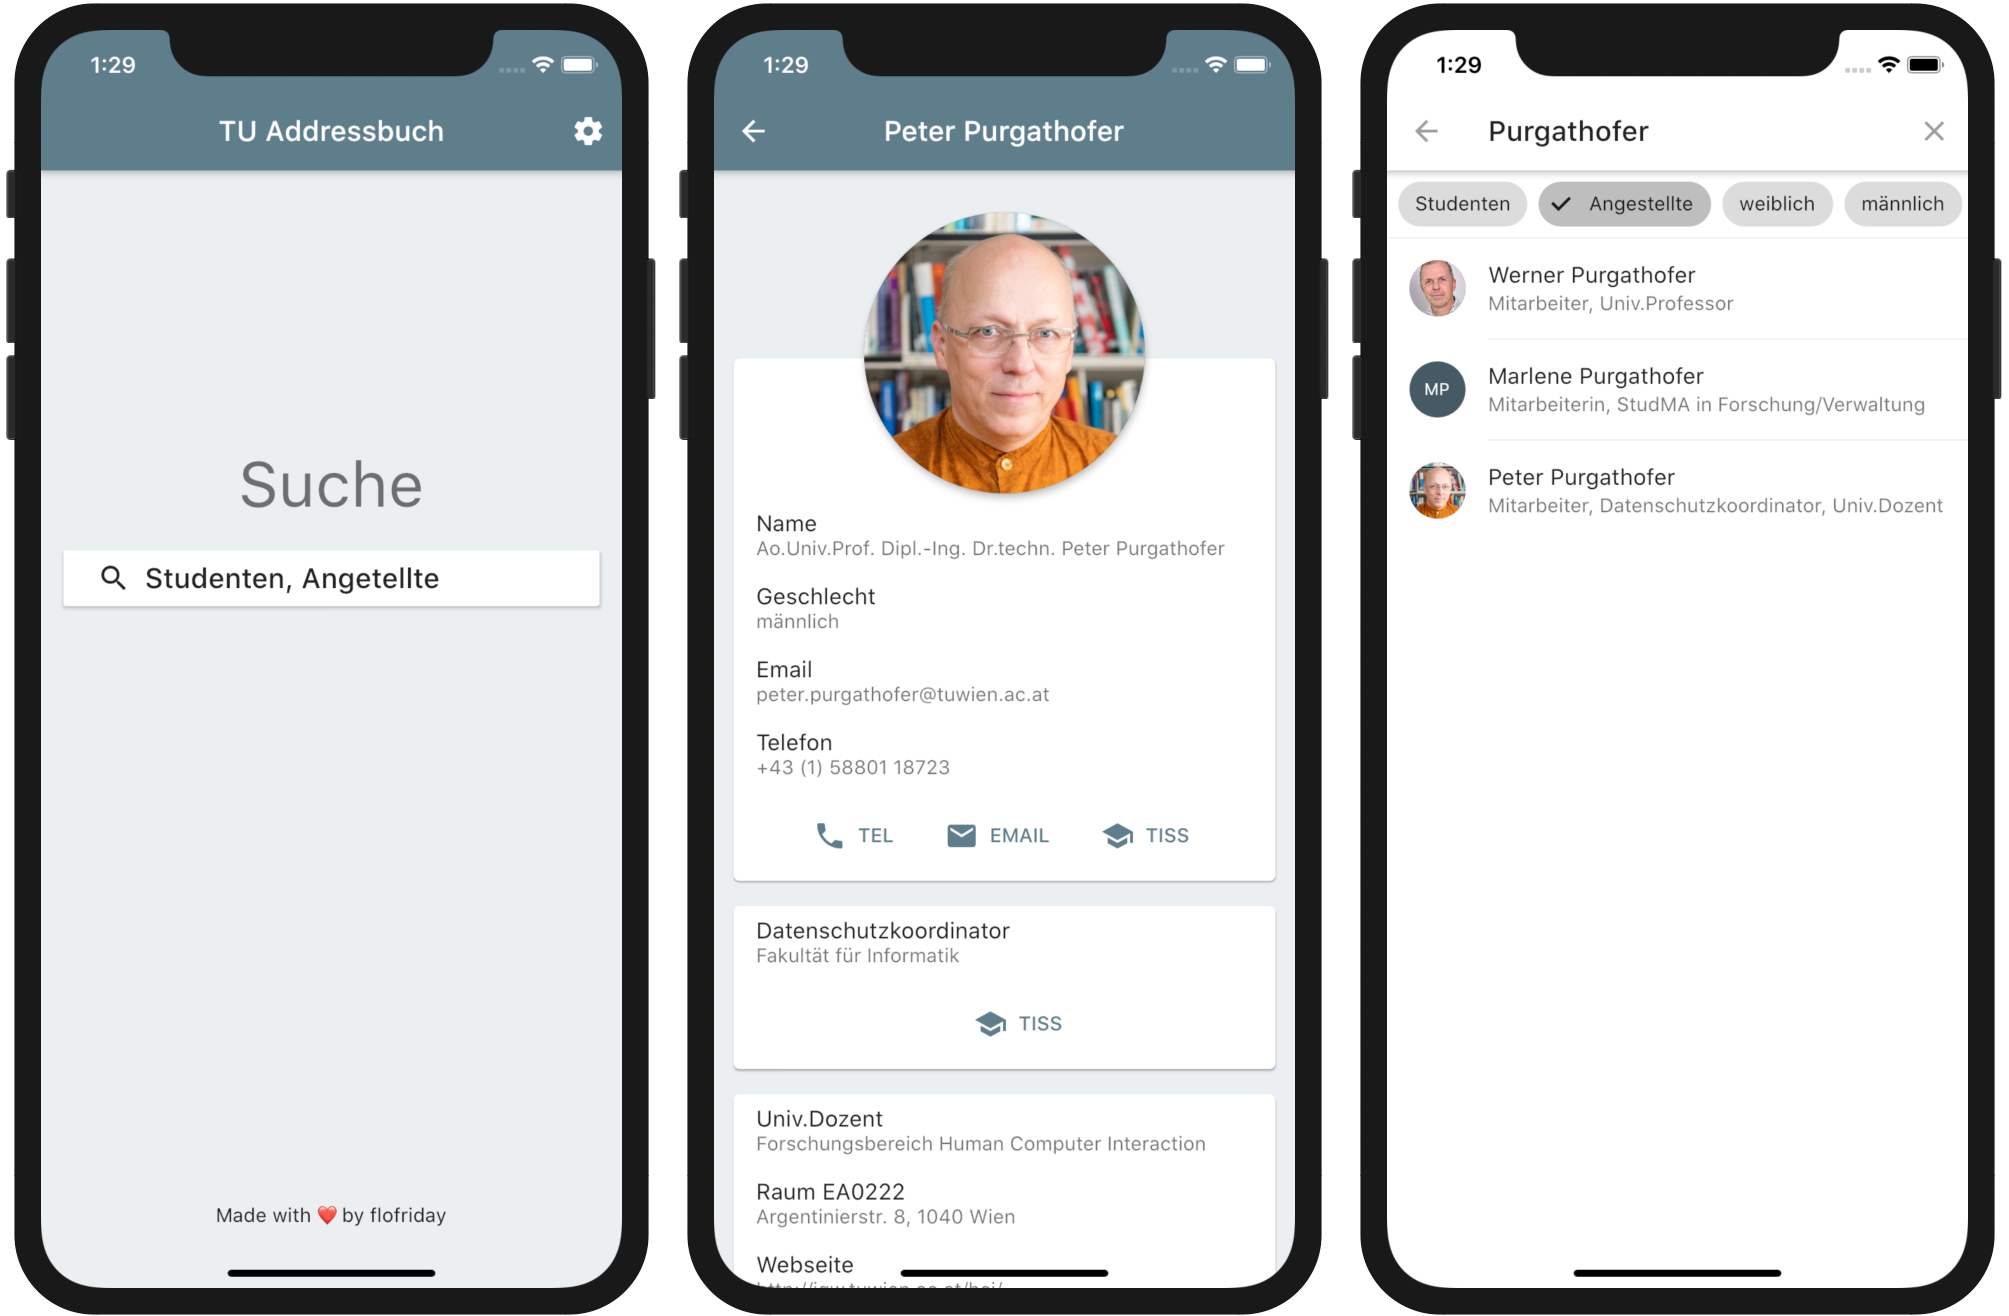 1:29
TU Addressbuch
Suche
Studenten, Angetellte
Made with ❤️ by flofriday
1:29
Peter Purgathofer
Name
Ao.Univ.Prof. Dipl.-Ing. Dr.techn. Peter Purgathofer
Geschlecht
männlich
Email
peter.purgathofer@tuwien.ac.at
Telefon
+43 (1) 58801 18723
TEL EMAIL TISS
Datenschutzkoordinator
Fakultät für Informatik
TISS
Univ.Dozent
Forschungsbereich Human Computer Interaction
Raum EA0222
Argentinierstr. 8, 1040 Wien
Webseite
1:29
Purgathofer
Studenten Angestellte weiblich männlich
Werner Purgathofer
Mitarbeiter, Univ.Professor
MP
Marlene Purgathofer
Mitarbeiterin, StudMA in Forschung/Verwaltung
Peter Purgathofer
Mitarbeiter, Datenschutzkoordinator, Univ.Dozent